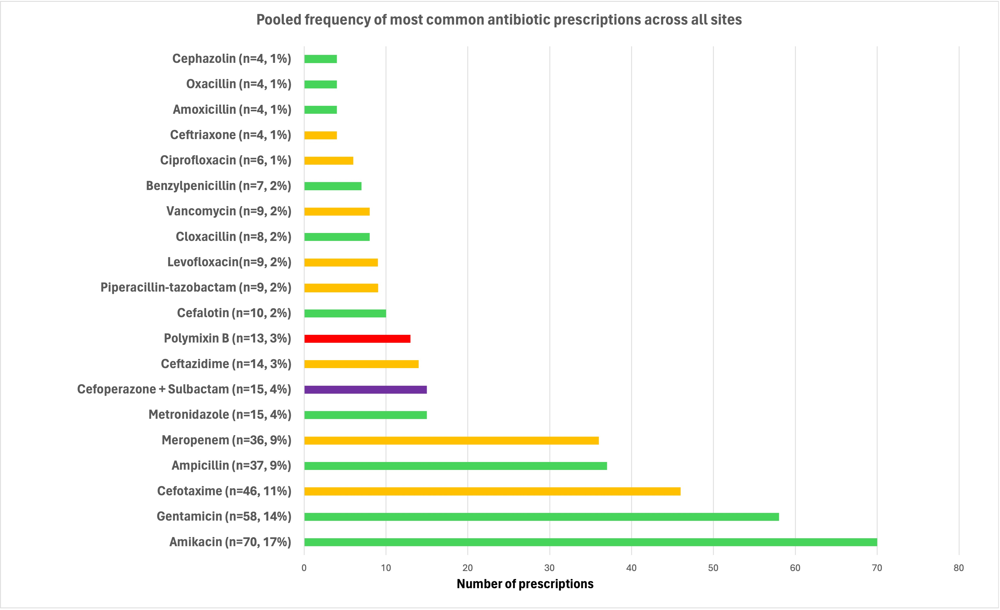 Pooled frequency of most common antibiotic prescriptions across all sites
Cephazolin (n=4, 1%)
Oxacillin (n=4, 1%)
Amoxicillin (n=4, 1%)
Ceftriaxone (n=4, 1%)
Ciprofloxacin (n=6, 1%)
Benzylpenicillin (n=7, 2%)
Vancomycin (n=9, 2%)
Cloxacillin (n=8, 2%)
Levofloxacin(n=9, 2%)
Piperacillin-tazobactam (n=9, 2%)
Cefalotin (n=10, 2%)
Polymixin B (n=13, 3%)
Ceftazidime (n=14, 3%)
Cefoperazone + Sulbactam (n=15, 4%)
Metronidazole (n=15, 4%)
Meropenem (n=36, 9%)
Ampicillin (n=37, 9%)
Cefotaxime (n=46, 11%)
Gentamicin (n=58, 14%)
Amikacin (n=70, 17%)
0 10 20 30 40 50 60 70 80
Number of prescriptions